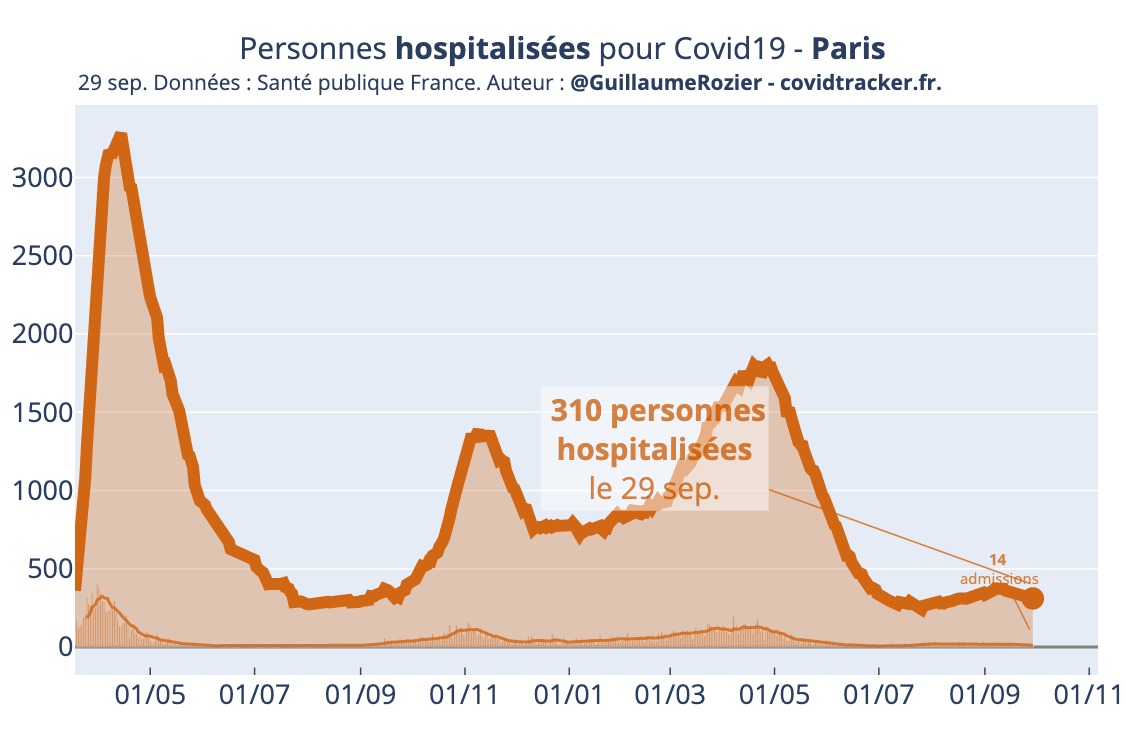 Personnes hospitalisées pour Covid19 - Paris
29 sep. Données : Santé publique France. Auteur : @GuillaumeRozier - covidtracker.fr.
3000
2500
2000
1500
1000
500
0
310 personnes
hospitalisées
le 29 sep.
14
admissions
01/05 01/07 01/09 01/11 01/01 01/03 01/05 01/07 01/09 01/11